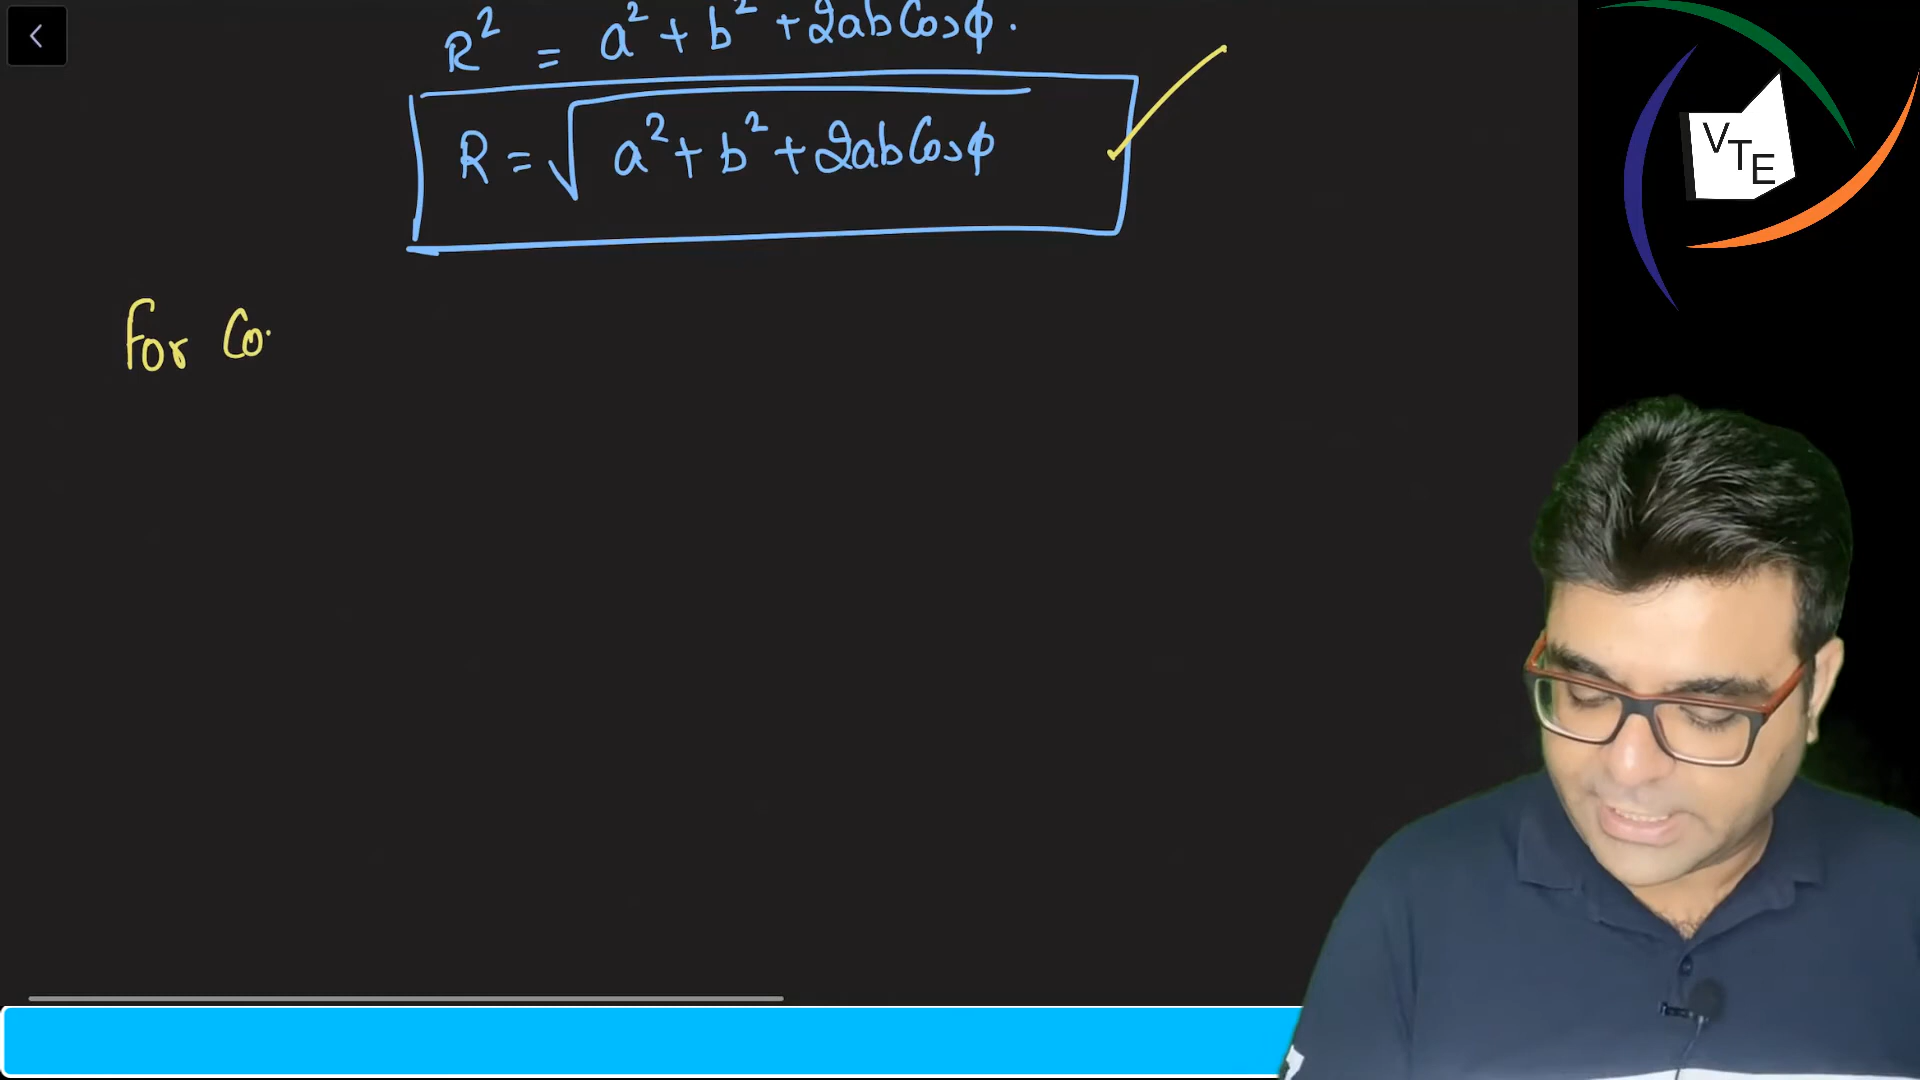 R² = a² + b² + 2ab Cosϕ.
R = √a² + b² + 2ab Cosϕ
For Co.
VTE